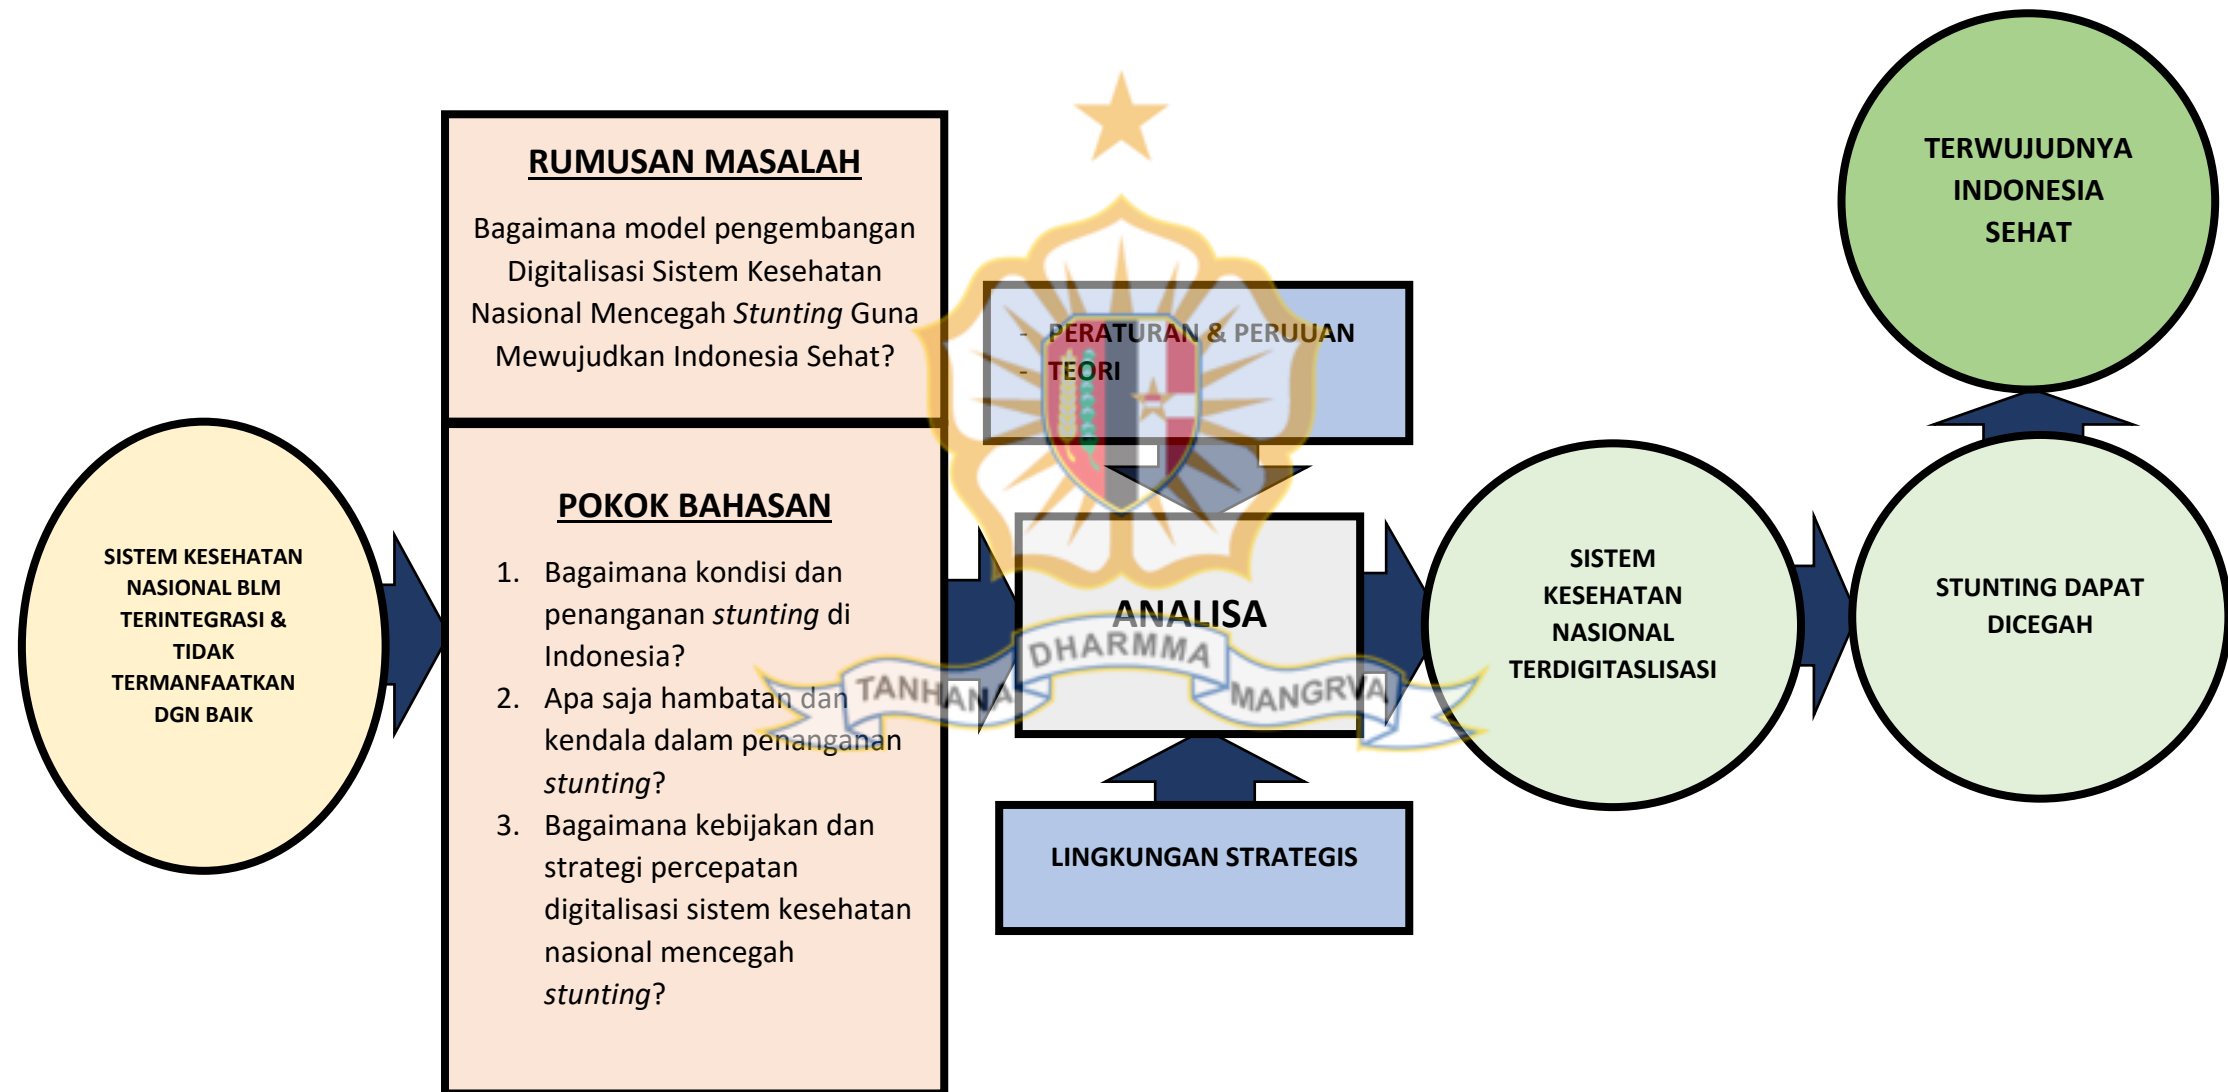 RUMUSAN MASALAH
Bagaimana model pengembangan
Digitalisasi Sistem Kesehatan
Nasional Mencegah Stunting Guna
Mewujudkan Indonesia Sehat?
SISTEM KESEHATAN
NASIONAL BLM
TERINTEGRASI &
TIDAK
TERMANFAATKAN
DGN BAIK
POKOK BAHASAN
1. Bagaimana kondisi dan
penanganan stunting di
Indonesia?
2. Apa saja hambatan dan
kendala dalam penanganan
stunting?
3. Bagaimana kebijakan dan
strategi percepatan
digitalisasi sistem kesehatan
nasional mencegah
stunting?
- PERATURAN & PERUUAN
- TEORI
ANALISA
TANHANA DHARMMA MANGRVA
LINGKUNGAN STRATEGIS
SISTEM
KESEHATAN
NASIONAL
TERDIGITASLISASI
STUNTING DAPAT
DICEGAH
TERWUJUDNYA
INDONESIA
SEHAT